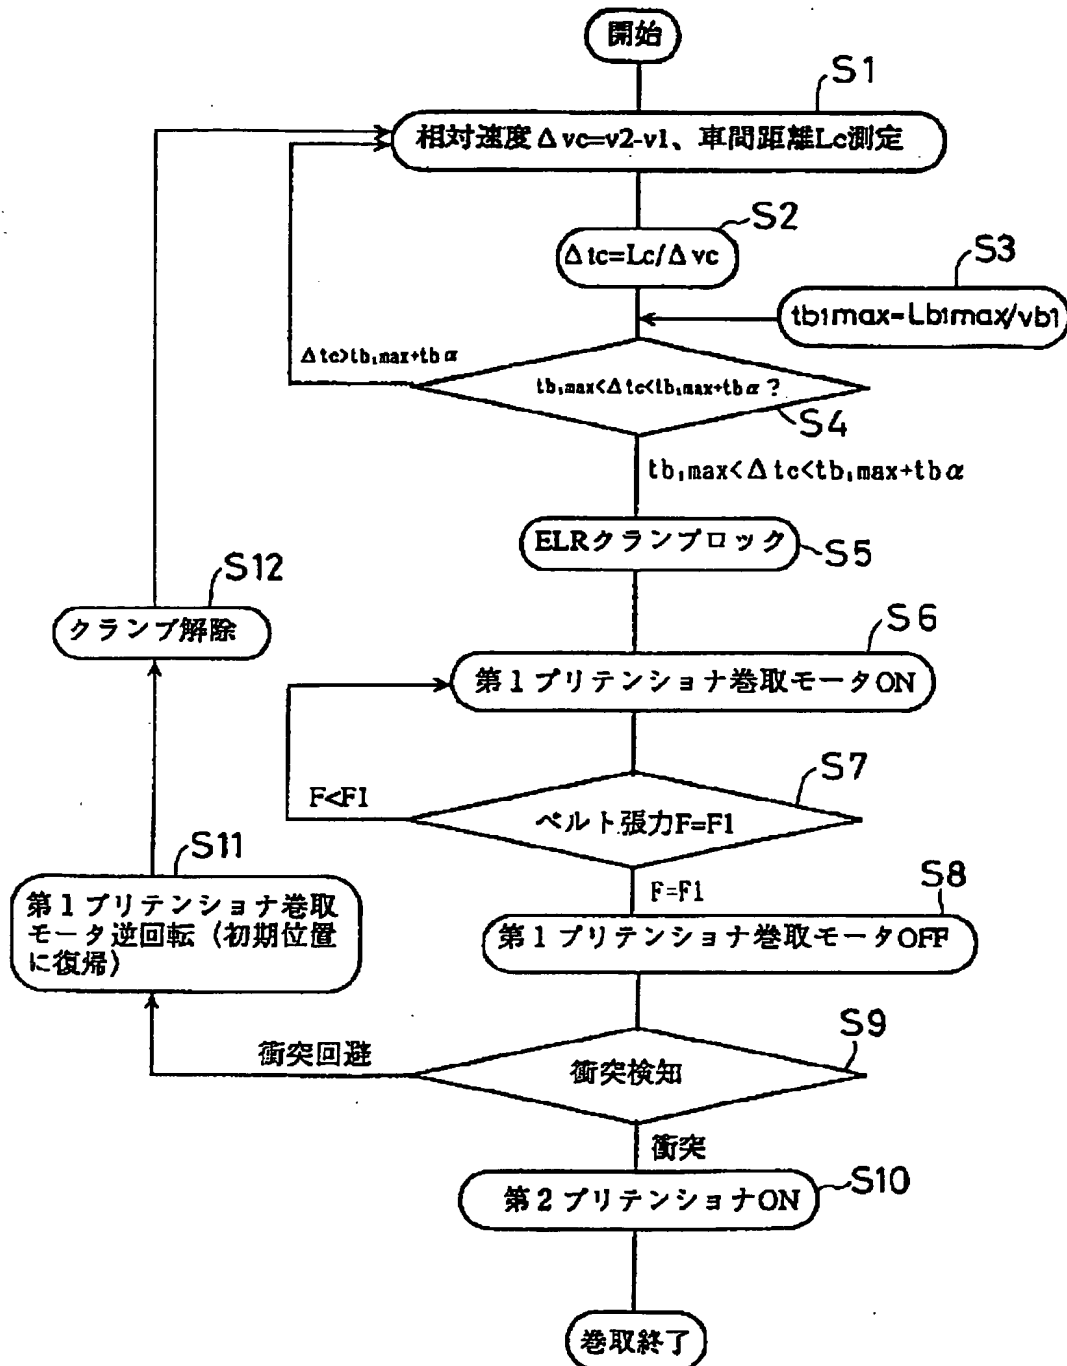 開始
S1
相対速度Δvc=v2-v1、車間距離Lc測定
S2
Δtc=Lc/Δvc
S3
tb1max=Lb1max/vb1
Δtc>tb1max+tbα
tb1max<Δtc<tb1max+tbα?
S4
tb1max<Δtc<tb1max+tbα
ELRクランプロック
S5
S12
クランプ解除
S6
第1プリテンショナ巻取モータON
S7
F<F1
ベルト張力F=F1
S11
F=F1
S8
第1プリテンショナ巻取
モータ逆回転(初期位置
に復帰)
第1プリテンショナ巻取モータOFF
S9
衝突回避
衝突検知
衝突
S10
第2プリテンショナON
巻取終了